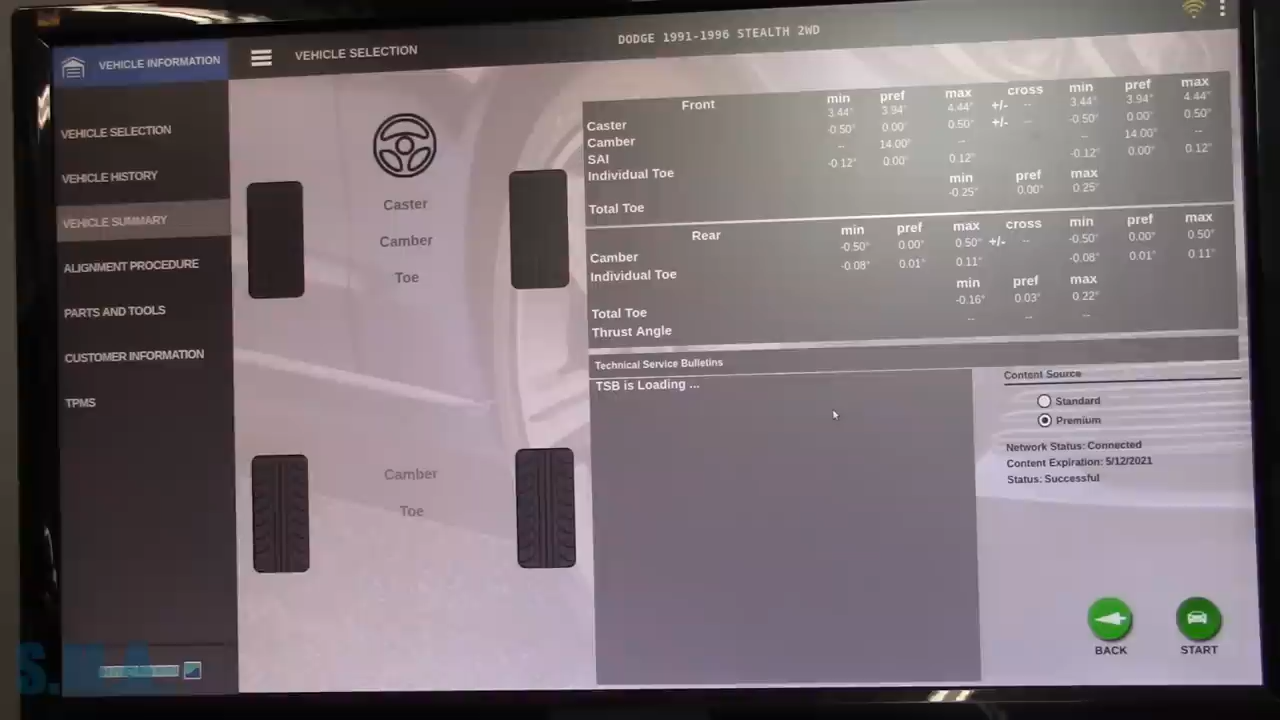 DODGE 1991-1996 STEALTH 2WD
VEHICLE INFORMATION
VEHICLE SELECTION
VEHICLE SELECTION
VEHICLE HISTORY
VEHICLE SUMMARY
ALIGNMENT PROCEDURE
PARTS AND TOOLS
CUSTOMER INFORMATION
TPMS
Caster
Camber
Toe
Camber
Toe
Front min pref max cross min pref max
Caster 3.44° 3.94° 4.44° +/- -- 3.44° 3.94° 4.44°
Camber -0.50° 0.00° 0.50° +/- -- -0.50° 0.00° 0.50°
SAI -- 14.00° -- -- 14.00° --
Individual Toe -0.12° 0.00° 0.12° -0.12° 0.00° 0.12°
min pref max
Total Toe -0.25° 0.00° 0.25°
Rear min pref max cross min pref max
Camber -0.50° 0.00° 0.50° +/- -- -0.50° 0.00° 0.50°
Individual Toe -0.08° 0.01° 0.11° -0.08° 0.01° 0.11°
min pref max
Total Toe -0.16° 0.03° 0.22°
Thrust Angle -- -- --
Technical Service Bulletins
TSB is Loading ...
Content Source
Standard
Premium
Network Status: Connected
Content Expiration: 5/12/2021
Status: Successful
BACK START
S.M.A.